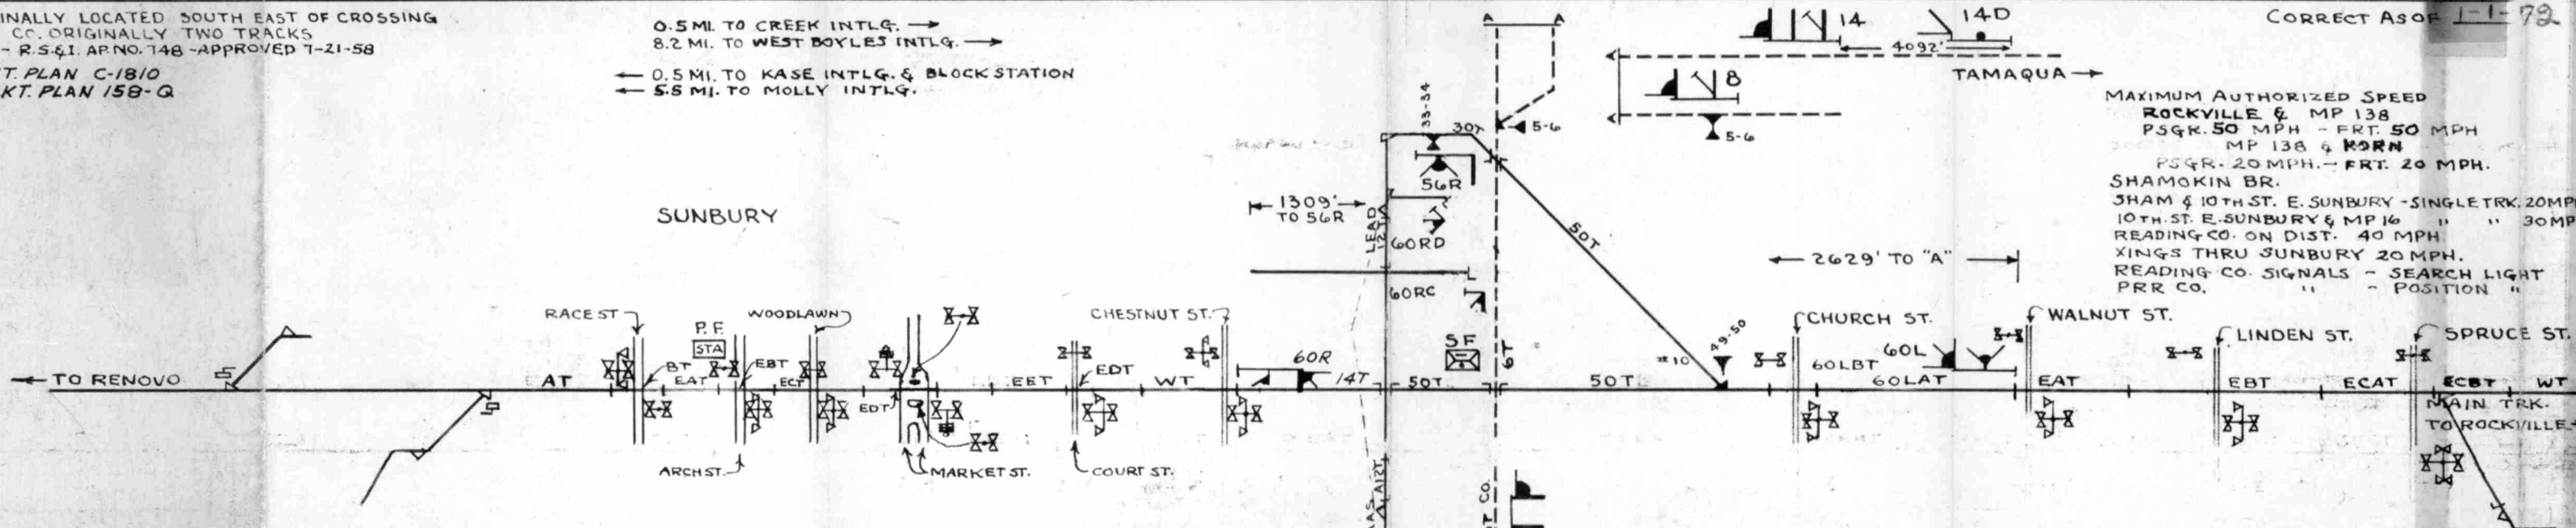 INALLY LOCATED SOUTH EAST OF CROSSING
CO. ORIGINALLY TWO TRACKS
- R.S.&I. AP. NO. 748 - APPROVED 7-21-58
T. PLAN C-1810
KT. PLAN 158-Q
0.5 MI. TO CREEK INTLG. →
8.2 MI. TO WEST BOYLES INTLG. →
← 0.5 MI. TO KASE INTLG. & BLOCK STATION
← 5.5 MI. TO MOLLY INTLG.
A A
14
14D
4092'
8
5-6
5-6
TAMAQUA →
CORRECT AS OF 1-1-72
MAXIMUM AUTHORIZED SPEED
ROCKVILLE & MP 138
PSGR. 50 MPH - FRT. 50 MPH
MP 138 & KORN
PSGR. 20 MPH. - FRT. 20 MPH.
SHAMOKIN BR.
SHAM & 10TH ST. E. SUNBURY - SINGLE TRK. 20MP
10TH. ST. E. SUNBURY & MP 16 " " 30MP
READING CO. ON DIST. 40 MPH
XINGS THRU SUNBURY 20 MPH.
READING CO. SIGNALS - SEARCH LIGHT
PRR CO. " - POSITION "
SUNBURY
33-34
30T
56R
← 1309' →
TO 56R
LEAD
12T
60RD
60RC
50T
← 2629' TO "A" →
RACE ST
P.F.
STA
WOODLAWN
CHESTNUT ST.
SF
6T
49-50
#10
CHURCH ST.
WALNUT ST.
LINDEN ST.
SPRUCE ST.
← TO RENOVO
AT
BT
EAT
EBT
ECT
EDT
EET
EDT
WT
60R
14T
50T
50T
60LBT
60L
60LAT
EAT
EBT
ECAT
ECBT
WT
MAIN TRK.
TO ROCKVILLE
ARCH ST.
MARKET ST.
COURT ST.
A12T
CO.